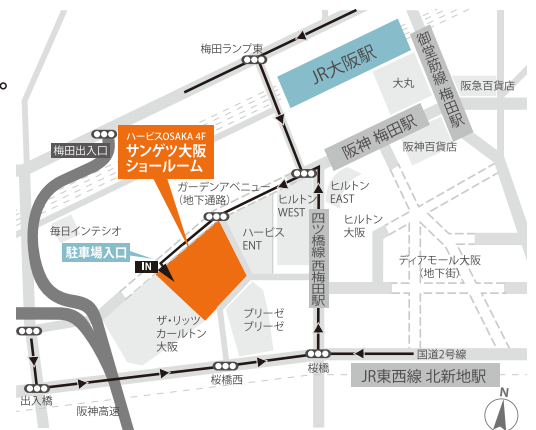 梅田ランプ東
JR大阪駅
御堂筋線 梅田駅
大丸
阪急百貨店
梅田出入口
ハービスOSAKA 4F
サンゲツ大阪
ショールーム
阪神 梅田駅
阪神百貨店
ガーデンアベニュー
（地下通路）
ヒルトン
WEST
ヒルトン
EAST
ヒルトン
大阪
毎日インテシオ
駐車場入口
IN
ハービス
ENT
四ツ橋線 西梅田駅
ディアモール大阪
（地下街）
ザ・リッツ
カールトン
大阪
ブリーゼ
ブリーゼ
桜橋西
桜橋
国道2号線
JR東西線 北新地駅
出入橋
阪神高速
N